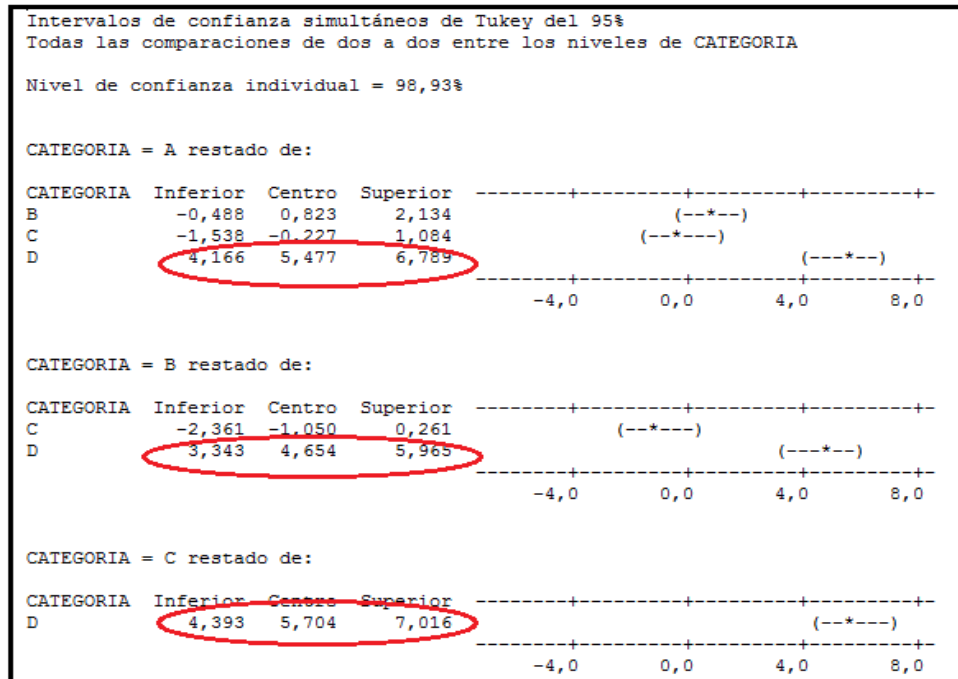 Intervalos de confianza simultáneos de Tukey del 95%
Todas las comparaciones de dos a dos entre los niveles de CATEGORIA
Nivel de confianza individual = 98,93%
CATEGORIA = A restado de:
CATEGORIA  Inferior  Centro  Superior  --------+---------+---------+---------+-
B            -0,488   0,823     2,134                    (--*--)
C            -1,538  -0,227     1,084                 (--*---)
D             4,166   5,477     6,789                                (---*--)
                                       --------+---------+---------+---------+-
                                            -4,0       0,0       4,0       8,0
CATEGORIA = B restado de:
CATEGORIA  Inferior  Centro  Superior  --------+---------+---------+---------+-
C            -2,361  -1,050     0,261               (--*---)
D             3,343   4,654     5,965                              (---*--)
                                       --------+---------+---------+---------+-
                                            -4,0       0,0       4,0       8,0
CATEGORIA = C restado de:
CATEGORIA  Inferior  Centro  Superior  --------+---------+---------+---------+-
D             4,393   5,704     7,016                                 (--*---)
                                       --------+---------+---------+---------+-
                                            -4,0       0,0       4,0       8,0